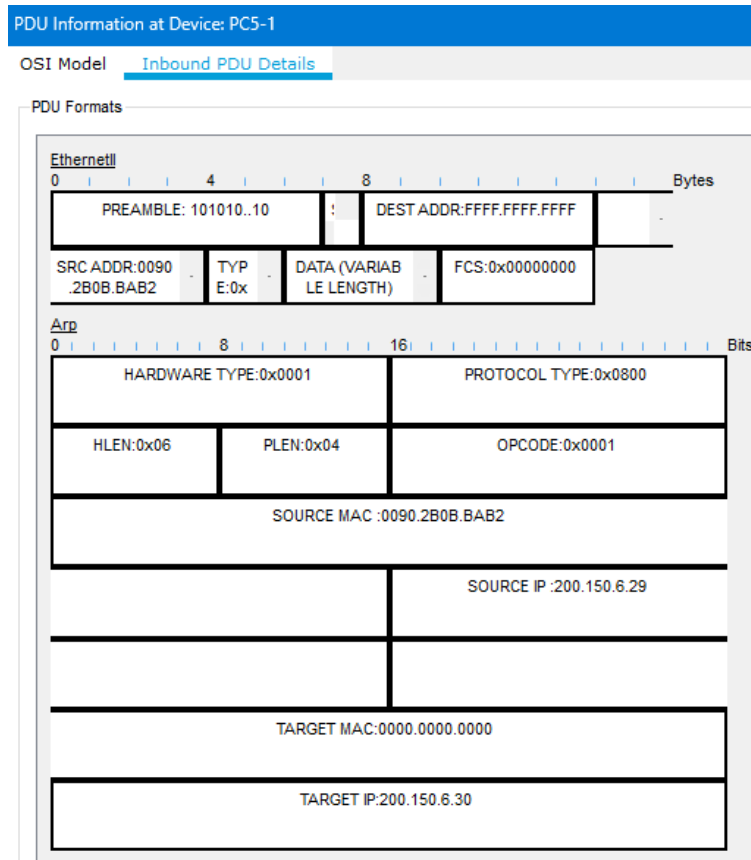 PDU Information at Device: PC5-1
OSI Model Inbound PDU Details
PDU Formats
EthernetII
0 4 8 Bytes
PREAMBLE: 101010..10 DEST ADDR:FFFF.FFFF.FFFF
SRC ADDR:0090 TYP DATA (VARIAB FCS:0x00000000
.2B0B.BAB2 E:0x LE LENGTH)
Arp
0 8 16 Bits
HARDWARE TYPE:0x0001 PROTOCOL TYPE:0x0800
HLEN:0x06 PLEN:0x04 OPCODE:0x0001
SOURCE MAC :0090.2B0B.BAB2
SOURCE IP :200.150.6.29
TARGET MAC:0000.0000.0000
TARGET IP:200.150.6.30